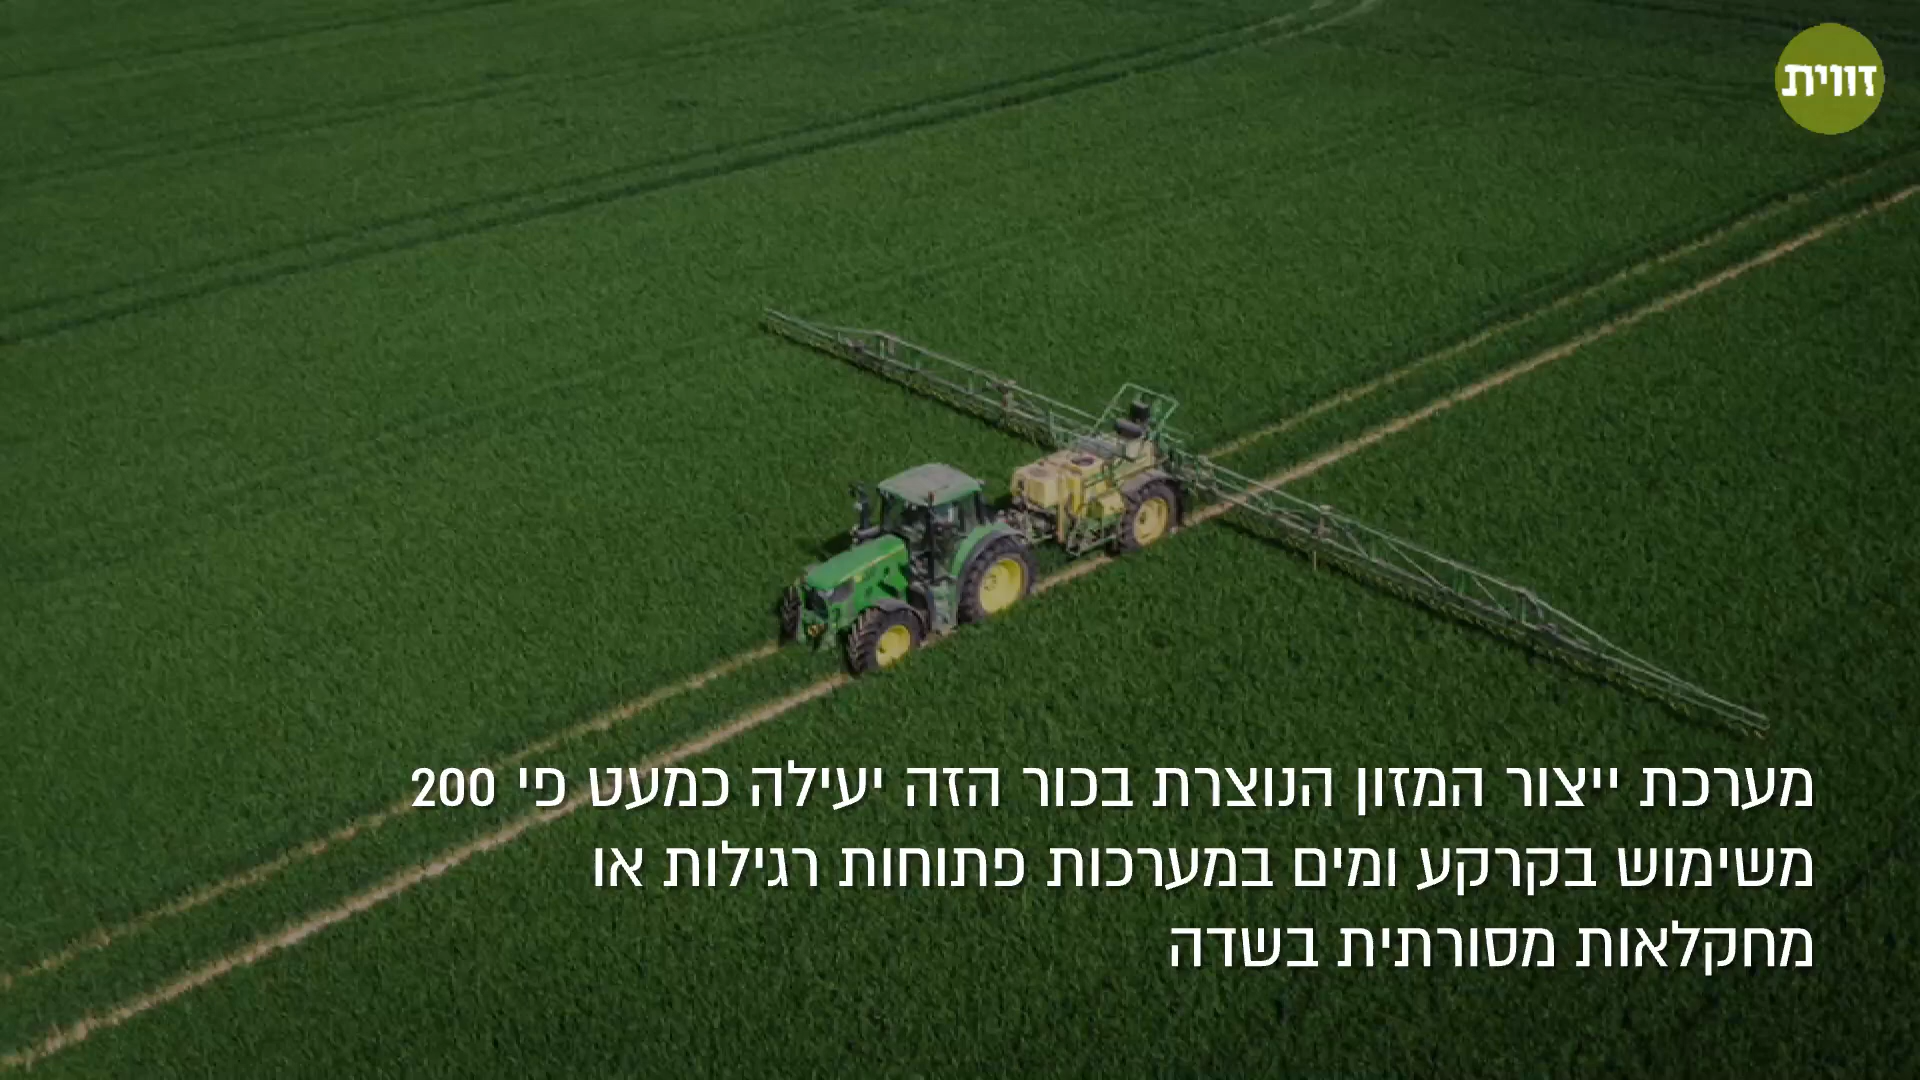 זווית
מערכת ייצור המזון הנוצרת בכור הזה יעילה כמעט פי 200
משימוש בקרקע ומים במערכות פתוחות רגילות או
מחקלאות מסורתית בשדה